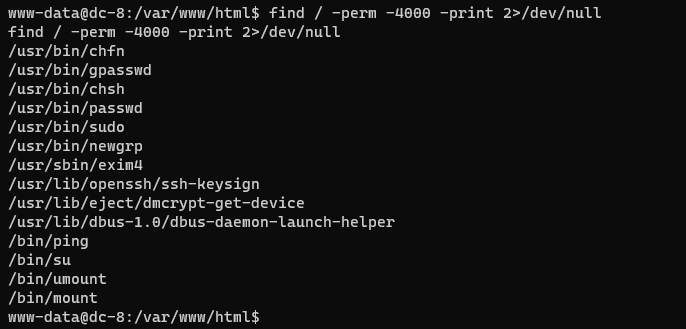 www-data@dc-8:/var/www/html$ find / -perm -4000 -print 2>/dev/null
find / -perm -4000 -print 2>/dev/null
/usr/bin/chfn
/usr/bin/gpasswd
/usr/bin/chsh
/usr/bin/passwd
/usr/bin/sudo
/usr/bin/newgrp
/usr/sbin/exim4
/usr/lib/openssh/ssh-keysign
/usr/lib/eject/dmcrypt-get-device
/usr/lib/dbus-1.0/dbus-daemon-launch-helper
/bin/ping
/bin/su
/bin/umount
/bin/mount
www-data@dc-8:/var/www/html$